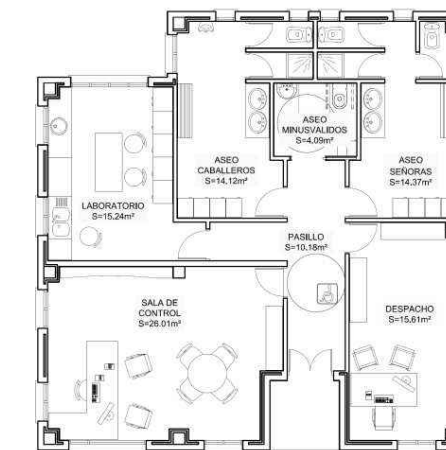 ASEO
MINUSVALIDOS
S=4.09m²
ASEO
CABALLEROS
S=14.12m²
ASEO
SEÑORAS
S=14.37m²
LABORATORIO
S=15.24m²
PASILLO
S=10.18m²
SALA DE
CONTROL
S=26.01m²
DESPACHO
S=15.61m²